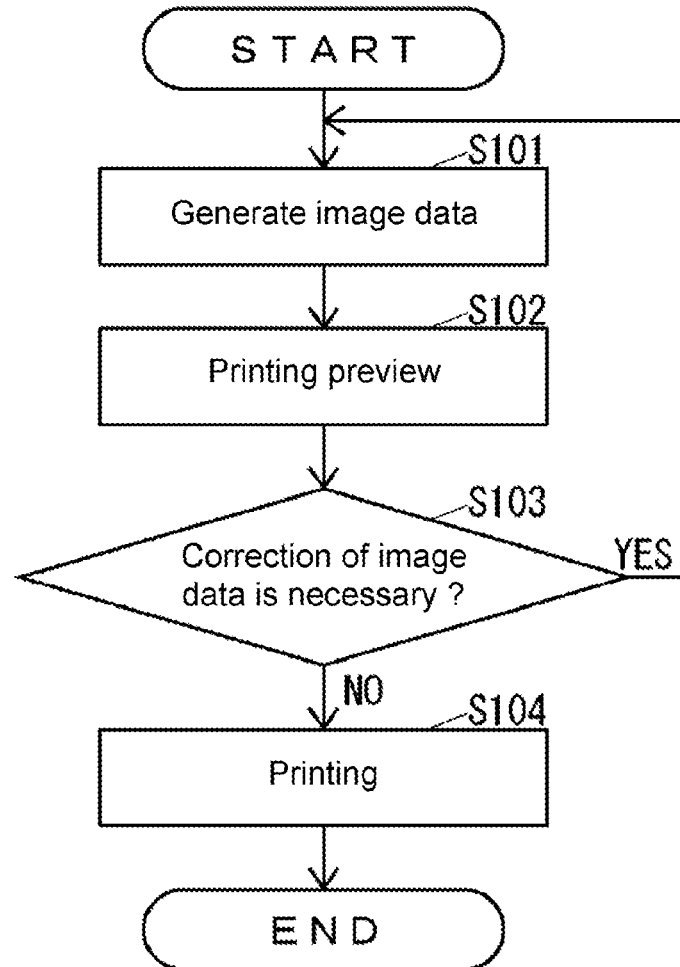 START
S101
Generate image data
S102
Printing preview
S103
Correction of image
data is necessary ?
YES
NO
S104
Printing
END